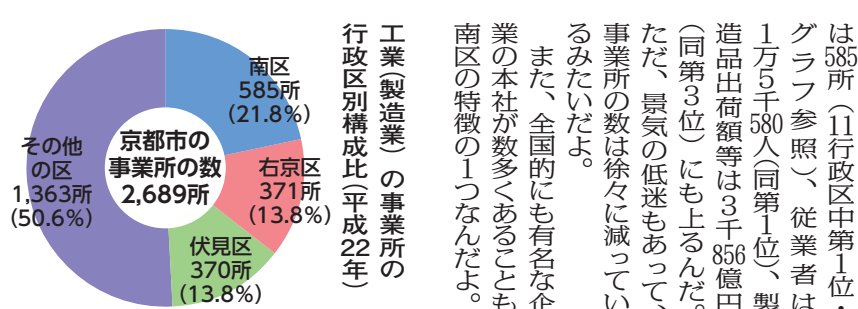 は585所（11行政区中第1位・
グラフ参照）、従業者は
1万5千580人（同第1位）、製
造品出荷額等は3千856億円
（同第3位）にも上るんだ。
ただ、景気の低迷もあって、
事業所の数は徐々に減ってい
るみたいだよ。
また、全国的にも有名な企
業の本社が数多くあることも
南区の特徴の1つなんだよ。
工業（製造業）の事業所の
行政区別構成比（平成22年）
京都市の
事業所の数
2,689所
南区
585所
(21.8%)
右京区
371所
(13.8%)
伏見区
370所
(13.8%)
その他
の区
1,363所
(50.6%)